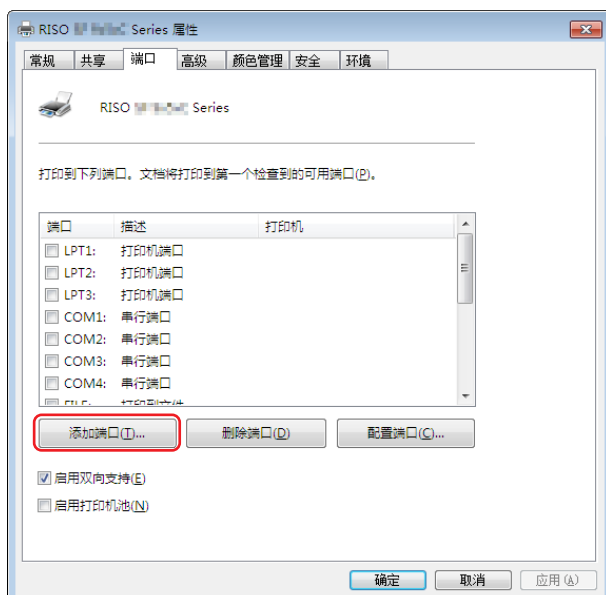 RISO Series 属性
常规 共享 端口 高级 颜色管理 安全 环境
RISO Series
打印到下列端口。文档将打印到第一个检查到的可用端口(P)。
端口 描述 打印机
LPT1: 打印机端口
LPT2: 打印机端口
LPT3: 打印机端口
COM1: 串行端口
COM2: 串行端口
COM3: 串行端口
COM4: 串行端口
FILE: 打印到文件
添加端口(T)... 删除端口(D) 配置端口(C)...
启用双向支持(E)
启用打印机池(N)
确定 取消 应用(A)